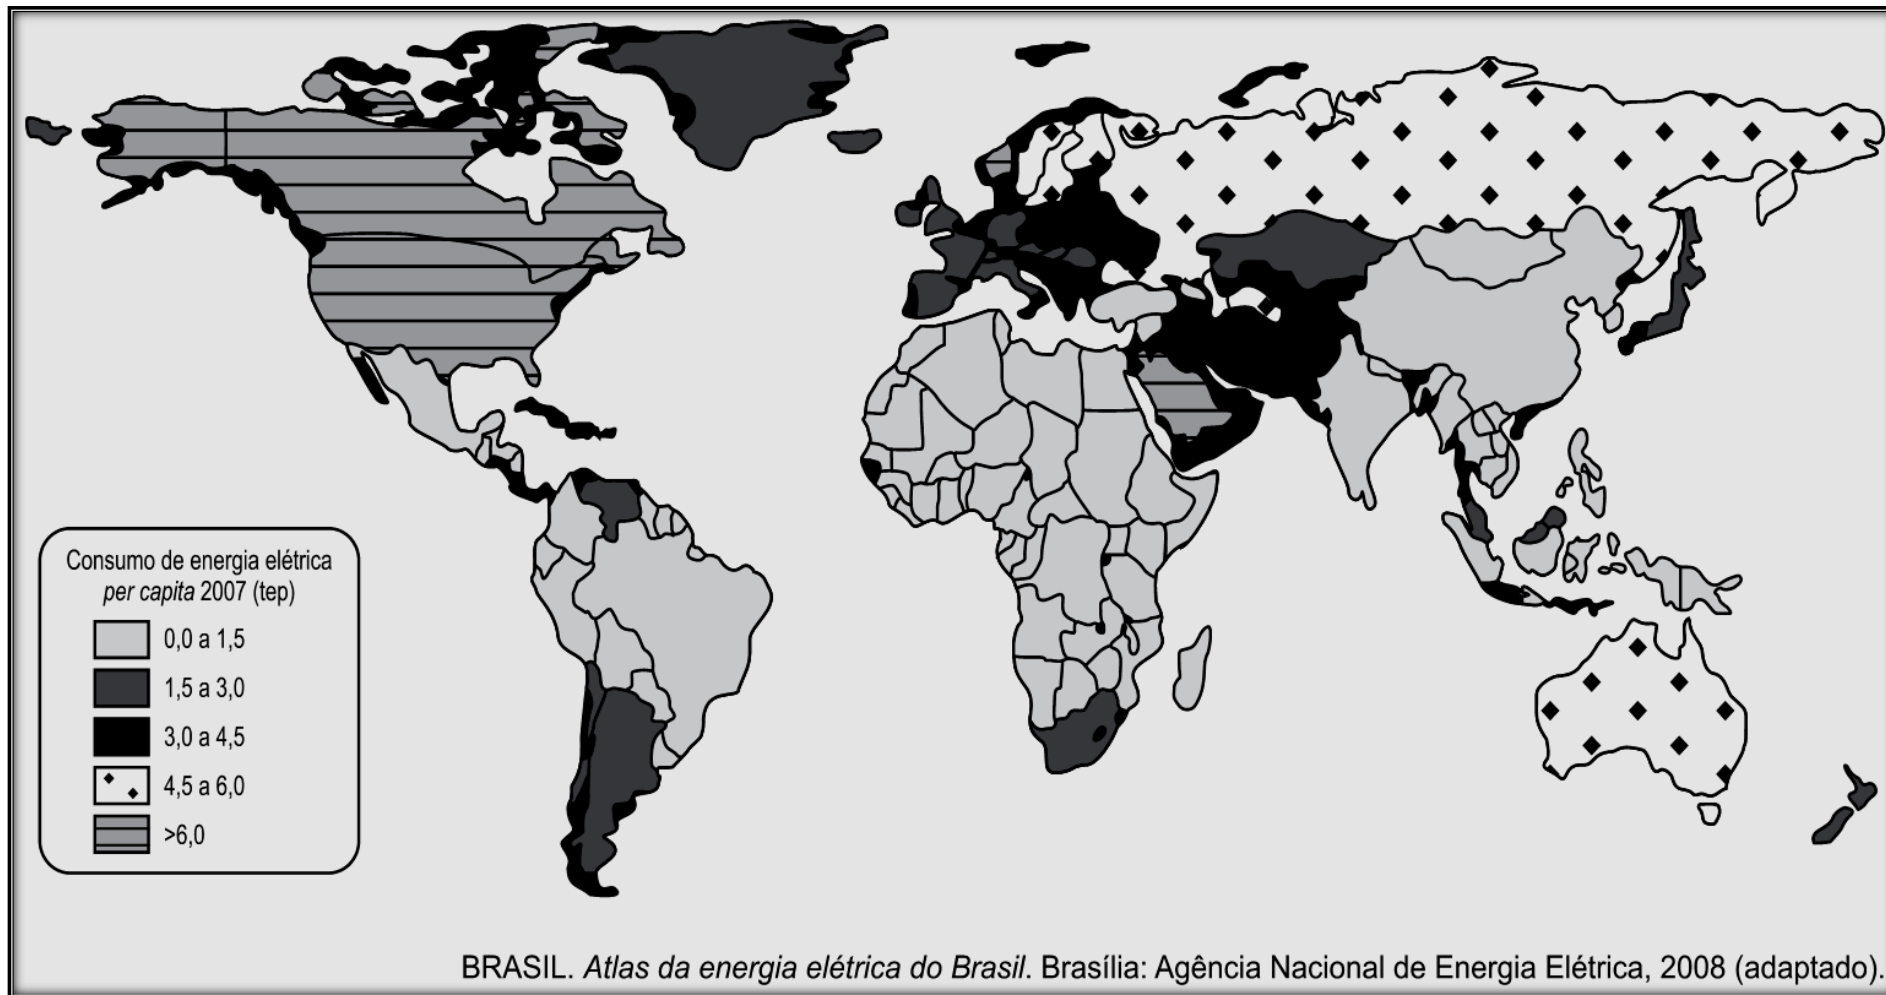 Consumo de energia elétrica
per capita 2007 (tep)
0,0 a 1,5
1,5 a 3,0
3,0 a 4,5
4,5 a 6,0
>6,0
BRASIL. Atlas da energia elétrica do Brasil. Brasília: Agência Nacional de Energia Elétrica, 2008 (adaptado).